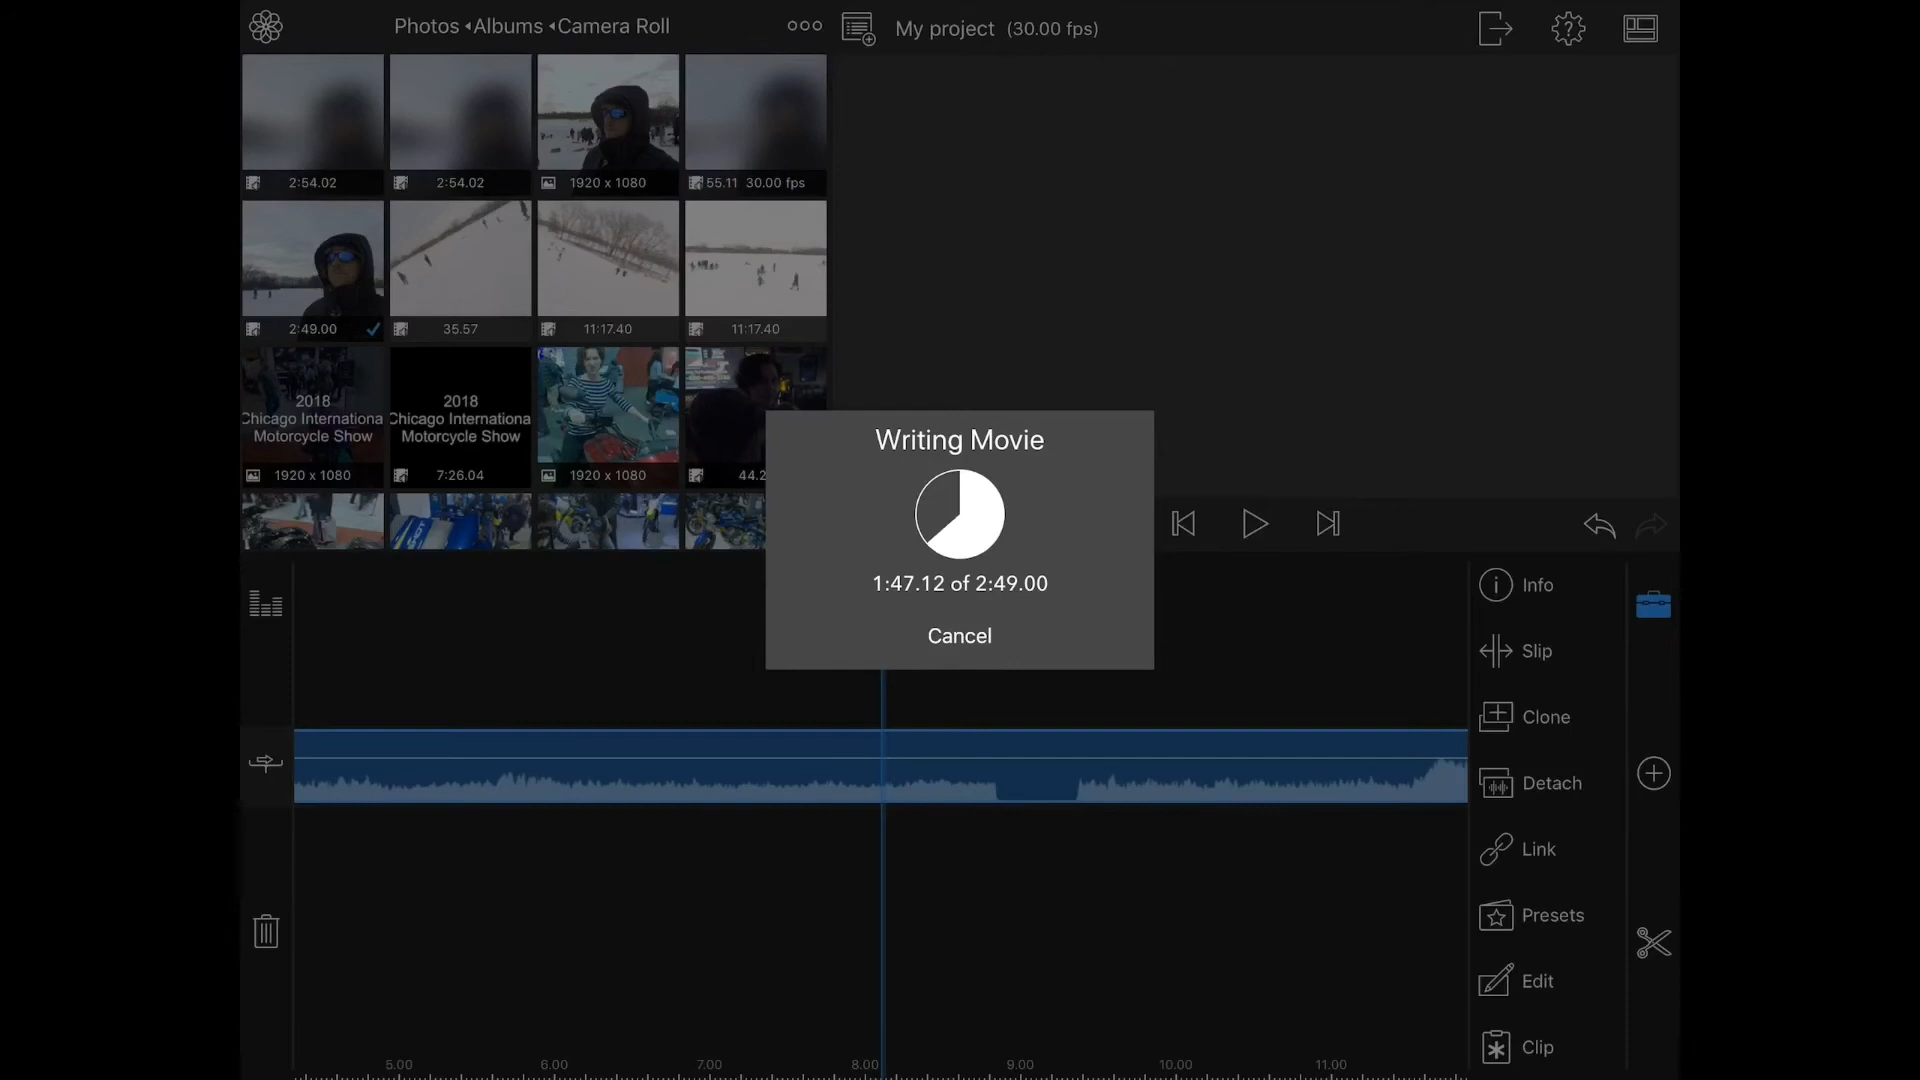 Photos Albums Camera Roll
My project (30.00 fps)
2:54.02
2:54.02
1920 x 1080
55.11 30.00 fps
2:49.00
35.57
11:17.40
11:17.40
2018
Chicago Internationa
Motorcycle Show
2018
Chicago Internationa
Motorcycle Show
1920 x 1080
7:26.04
1920 x 1080
44.2
Writing Movie
1:47.12 of 2:49.00
Cancel
Info
Slip
Clone
Detach
Link
Presets
Edit
Clip
5.00 6.00 7.00 8.00 9.00 10.00 11.00